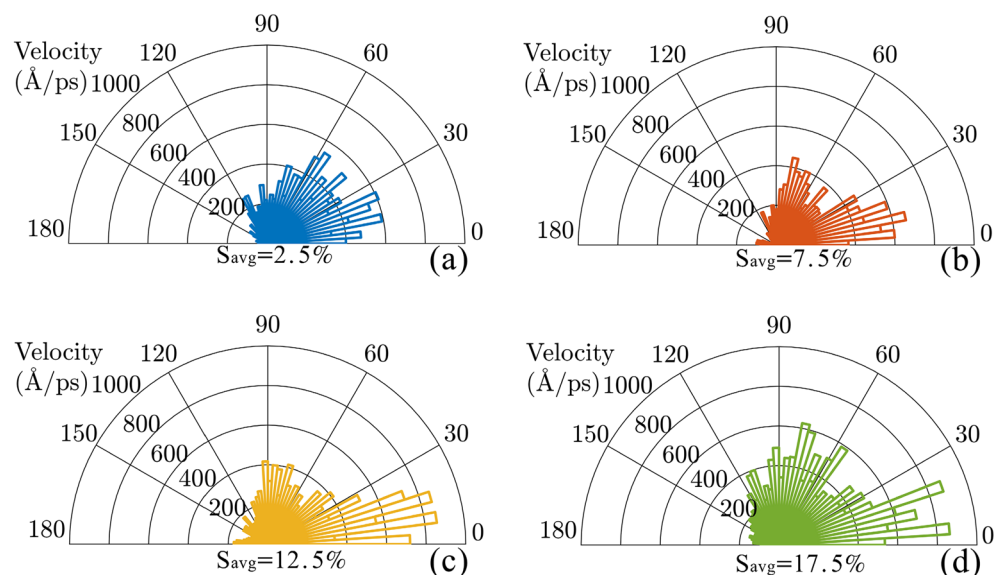 90
Velocity 120 60
(Å/ps) 1000
150 800 30
600
400
200
180 0
Savg=2.5% (a)
90
Velocity 120 60
(Å/ps) 1000
150 800 30
600
400
200
180 0
Savg=7.5% (b)
90
Velocity 120 60
(Å/ps) 1000
150 800 30
600
400
200
180 0
Savg=12.5% (c)
90
Velocity 120 60
(Å/ps) 1000
150 800 30
600
400
200
180 0
Savg=17.5% (d)